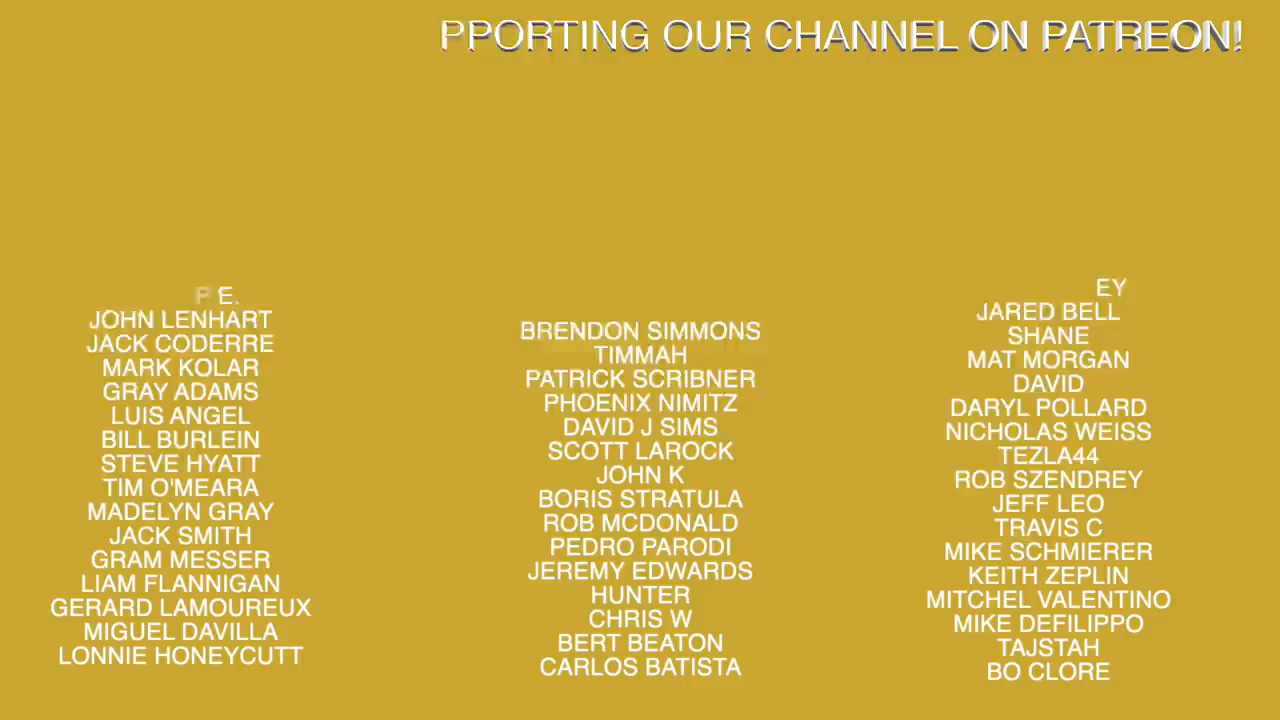 PPORTING OUR CHANNEL ON PATREON!
P E.
JOHN LENHART
JACK CODERRE
MARK KOLAR
GRAY ADAMS
LUIS ANGEL
BILL BURLEIN
STEVE HYATT
TIM O'MEARA
MADELYN GRAY
JACK SMITH
GRAM MESSER
LIAM FLANNIGAN
GERARD LAMOUREUX
MIGUEL DAVILLA
LONNIE HONEYCUTT
BRENDON SIMMONS
TIMMAH
PATRICK SCRIBNER
PHOENIX NIMITZ
DAVID J SIMS
SCOTT LAROCK
JOHN K
BORIS STRATULA
ROB MCDONALD
PEDRO PARODI
JEREMY EDWARDS
HUNTER
CHRIS W
BERT BEATON
CARLOS BATISTA
EY
JARED BELL
SHANE
MAT MORGAN
DAVID
DARYL POLLARD
NICHOLAS WEISS
TEZLA44
ROB SZENDREY
JEFF LEO
TRAVIS C
MIKE SCHMIERER
KEITH ZEPLIN
MITCHEL VALENTINO
MIKE DEFILIPPO
TAJSTAH
BO CLORE